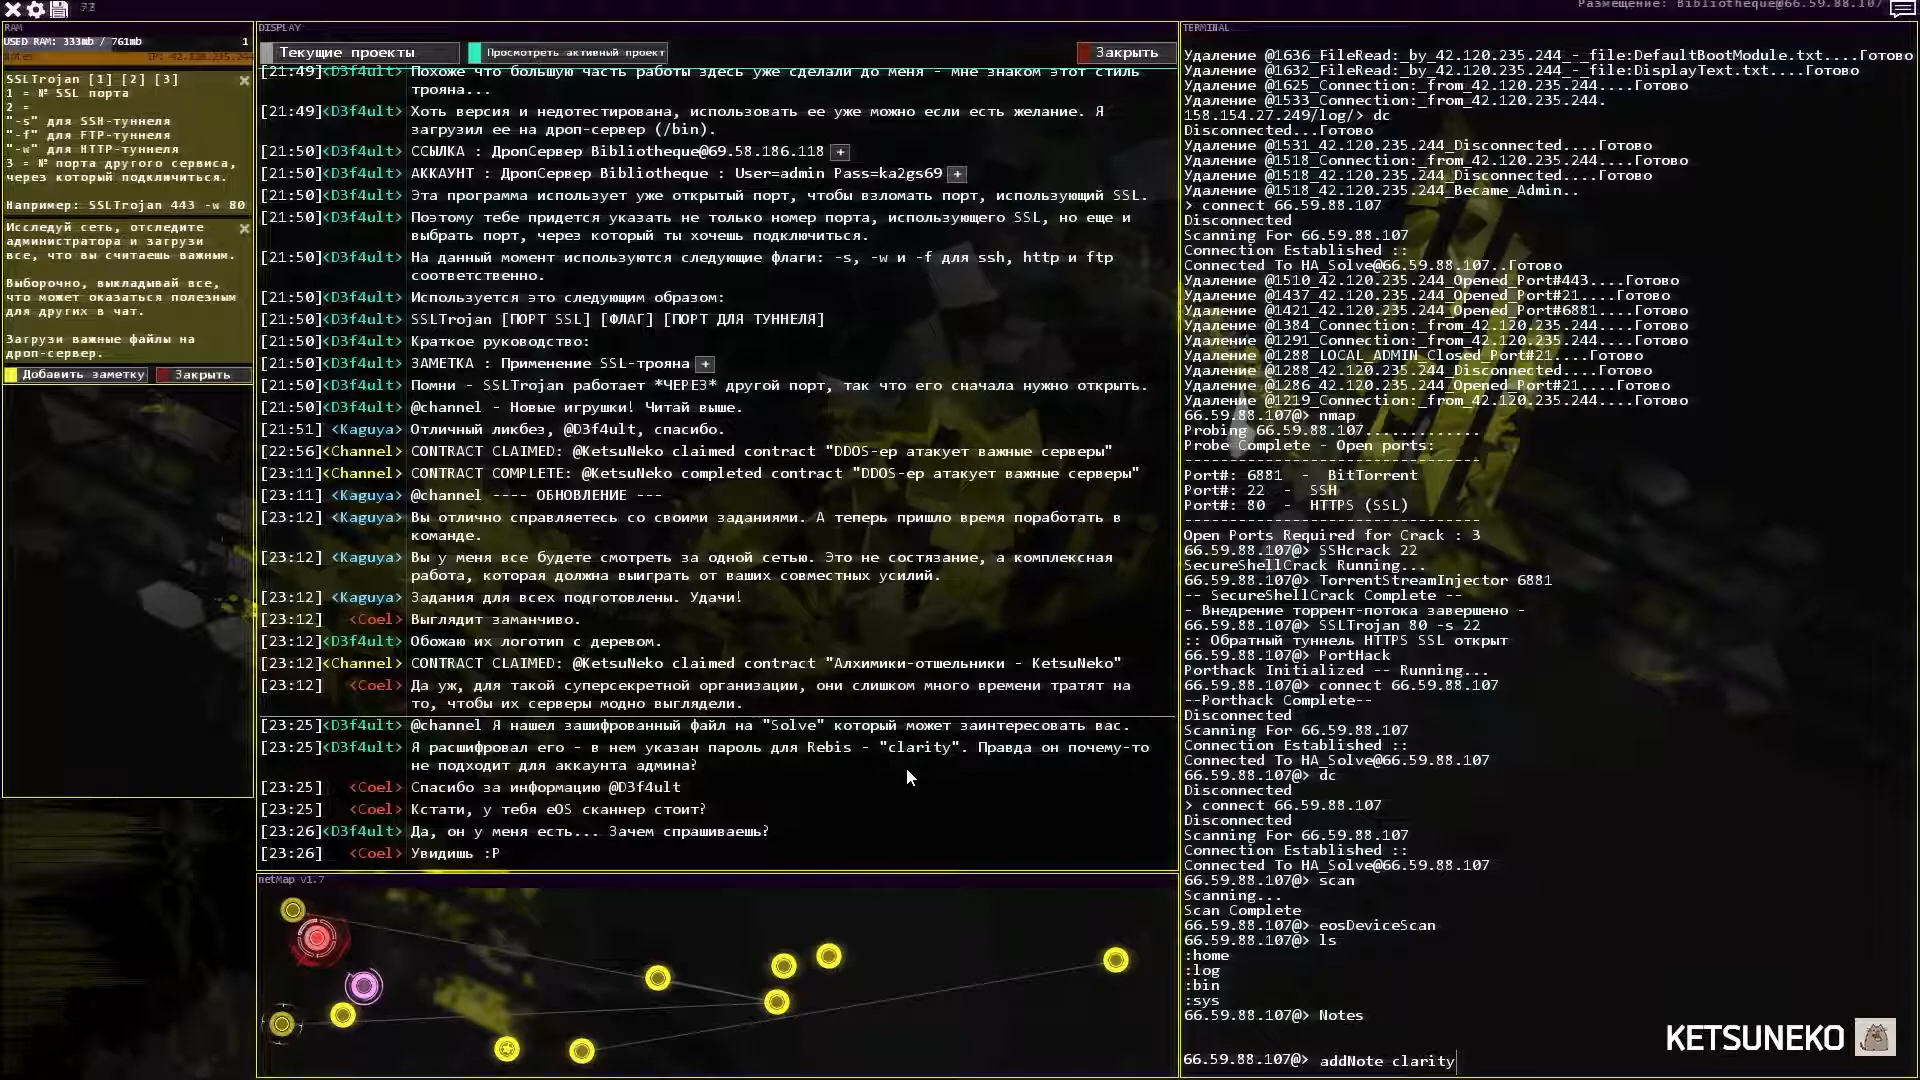 Размещение: Bibliotheque@66.59.88.107
RAM
USED RAM: 333mb / 761mb 1
SSLTrojan [1] [2] [3]
1 = № SSL порта
2 =
"-s" для SSH-туннеля
"-f" для FTP-туннеля
"-w" для HTTP-туннеля
3 = № порта другого сервиса,
через который подключиться.
Например: SSLTrojan 443 -w 80
Исследуй сеть, отследите
администратора и загрузи
все, что вы считаешь важным.
Выборочно, выкладывай все,
что может оказаться полезным
для других в чат.
Загрузи важные файлы на
дроп-сервер.
Добавить заметку
Закрыть
DISPLAY
Текущие проекты
Просмотреть активный проект
Закрыть
[21:49]<D3f4ult> Похоже что большую часть работы здесь уже сделали до меня - мне знаком этот стиль
трояна...
[21:49]<D3f4ult> Хоть версия и недотестирована, использовать ее уже можно если есть желание. Я
загрузил ее на дроп-сервер (/bin).
[21:50]<D3f4ult> ССЫЛКА : ДропСервер Bibliotheque@69.58.186.118 +
[21:50]<D3f4ult> АККАУНТ : ДропСервер Bibliotheque : User=admin Pass=ka2gs69 +
[21:50]<D3f4ult> Эта программа использует уже открытый порт, чтобы взломать порт, использующий SSL.
[21:50]<D3f4ult> Поэтому тебе придется указать не только номер порта, использующего SSL, но еще и
выбрать порт, через который ты хочешь подключиться.
[21:50]<D3f4ult> На данный момент используются следующие флаги: -s, -w и -f для ssh, http и ftp
соответственно.
[21:50]<D3f4ult> Используется это следующим образом:
[21:50]<D3f4ult> SSLTrojan [ПОРТ SSL] [ФЛАГ] [ПОРТ ДЛЯ ТУННЕЛЯ]
[21:50]<D3f4ult> Краткое руководство:
[21:50]<D3f4ult> ЗАМЕТКА : Применение SSL-трояна +
[21:50]<D3f4ult> Помни - SSLTrojan работает *ЧЕРЕЗ* другой порт, так что его сначала нужно открыть.
[21:50]<D3f4ult> @channel - Новые игрушки! Читай выше.
[21:51] <Kaguya> Отличный ликбез, @D3f4ult, спасибо.
[22:56]<Channel> CONTRACT CLAIMED: @KetsuNeko claimed contract "DDOS-ер атакует важные серверы"
[23:11]<Channel> CONTRACT COMPLETE: @KetsuNeko completed contract "DDOS-ер атакует важные серверы"
[23:11] <Kaguya> @channel ---- ОБНОВЛЕНИЕ ---
[23:12] <Kaguya> Вы отлично справляетесь со своими заданиями. А теперь пришло время поработать в
команде.
[23:12] <Kaguya> Вы у меня все будете смотреть за одной сетью. Это не состязание, а комплексная
работа, которая должна выиграть от ваших совместных усилий.
[23:12] <Kaguya> Задания для всех подготовлены. Удачи!
[23:12] <Coel> Выглядит заманчиво.
[23:12]<D3f4ult> Обожаю их логотип с деревом.
[23:12]<Channel> CONTRACT CLAIMED: @KetsuNeko claimed contract "Алхимики-отшельники - KetsuNeko"
[23:12] <Coel> Да уж, для такой суперсекретной организации, они слишком много времени тратят на
то, чтобы их серверы модно выглядели.
[23:25]<D3f4ult> @channel Я нашел зашифрованный файл на "Solve" который может заинтересовать вас.
[23:25]<D3f4ult> Я расшифровал его - в нем указан пароль для Rebis - "clarity". Правда он почему-то
не подходит для аккаунта админа?
[23:25] <Coel> Спасибо за информацию @D3f4ult
[23:25] <Coel> Кстати, у тебя eOS сканнер стоит?
[23:26]<D3f4ult> Да, он у меня есть... Зачем спрашиваешь?
[23:26] <Coel> Увидишь :P
netMap v1.7
TERMINAL
Удаление @1636_FileRead:_by_42.120.235.244_-_file:DefaultBootModule.txt....Готово
Удаление @1632_FileRead:_by_42.120.235.244_-_file:DisplayText.txt....Готово
Удаление @1625_Connection:_from_42.120.235.244....Готово
Удаление @1533_Connection:_from_42.120.235.244.
158.154.27.249/log/> dc
Disconnected...Готово
Удаление @1531_42.120.235.244_Disconnected....Готово
Удаление @1518_Connection:_from_42.120.235.244....Готово
Удаление @1518_42.120.235.244_Disconnected....Готово
Удаление @1518_42.120.235.244_Became_Admin..
> connect 66.59.88.107
Disconnected
Scanning For 66.59.88.107
Connection Established ::
Connected To HA_Solve@66.59.88.107..Готово
Удаление @1510_42.120.235.244_Opened_Port#443....Готово
Удаление @1437_42.120.235.244_Opened_Port#21....Готово
Удаление @1421_42.120.235.244_Opened_Port#6881....Готово
Удаление @1384_Connection:_from_42.120.235.244....Готово
Удаление @1291_Connection:_from_42.120.235.244....Готово
Удаление @1288_LOCAL_ADMIN_Closed_Port#21....Готово
Удаление @1288_42.120.235.244_Disconnected....Готово
Удаление @1286_42.120.235.244_Opened_Port#21....Готово
Удаление @1219_Connection:_from_42.120.235.244....Готово
66.59.88.107@> nmap
Probing 66.59.88.107.............
Probe Complete - Open ports:
---------------------------------
Port#: 6881 - BitTorrent
Port#: 22 - SSH
Port#: 80 - HTTPS (SSL)
---------------------------------
Open Ports Required for Crack : 3
66.59.88.107@> SSHcrack 22
SecureShellCrack Running...
66.59.88.107@> TorrentStreamInjector 6881
-- SecureShellCrack Complete --
- Внедрение торрент-потока завершено -
66.59.88.107@> SSLTrojan 80 -s 22
:: Обратный туннель HTTPS SSL открыт
66.59.88.107@> PortHack
Porthack Initialized -- Running...
66.59.88.107@> connect 66.59.88.107
--Porthack Complete--
Disconnected
Scanning For 66.59.88.107
Connection Established ::
Connected To HA_Solve@66.59.88.107
66.59.88.107@> dc
Disconnected
> connect 66.59.88.107
Disconnected
Scanning For 66.59.88.107
Connection Established ::
Connected To HA_Solve@66.59.88.107
66.59.88.107@> scan
Scanning...
Scan Complete
66.59.88.107@> eosDeviceScan
66.59.88.107@> ls
:home
:log
:bin
:sys
66.59.88.107@> Notes
66.59.88.107@> addNote clarity
KETSUNEKO